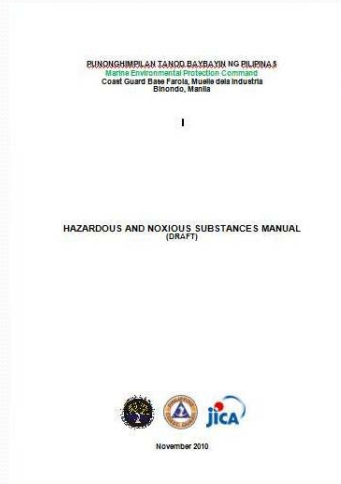 PUNONGHIMPILAN TANOD BAYBAYIN NG PILIPINAS
Marine Environmental Protection Command
Coast Guard Base Farola, Muelle dela Industria
Binondo, Manila
I
HAZARDOUS AND NOXIOUS SUBSTANCES MANUAL
(DRAFT)
jICA
November 2010